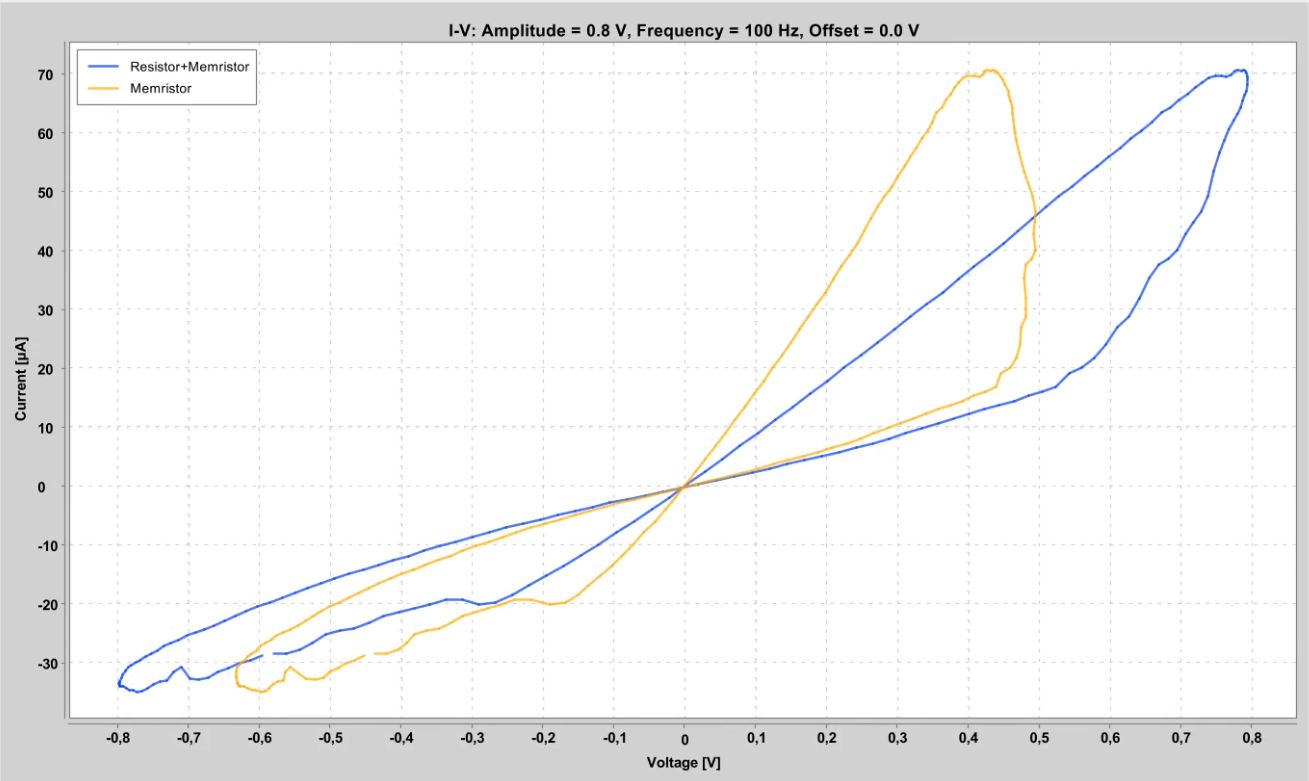 I-V: Amplitude = 0.8 V, Frequency = 100 Hz, Offset = 0.0 V
Resistor+Memristor
Memristor
70
60
50
40
30
20
10
0
-10
-20
-30
Current [µA]
-0,8 -0,7 -0,6 -0,5 -0,4 -0,3 -0,2 -0,1 0 0,1 0,2 0,3 0,4 0,5 0,6 0,7 0,8
Voltage [V]